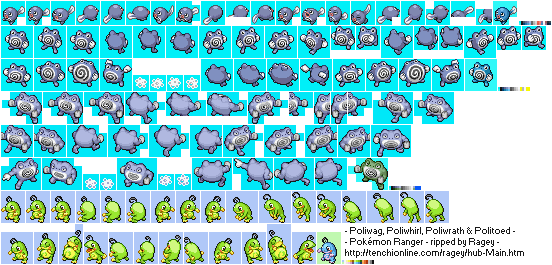 - Poliwag, Poliwhirl, Poliwrath & Politoed -
- Pokémon Ranger - ripped by Ragey -
http://tenchionline.com/ragey/hub-Main.htm